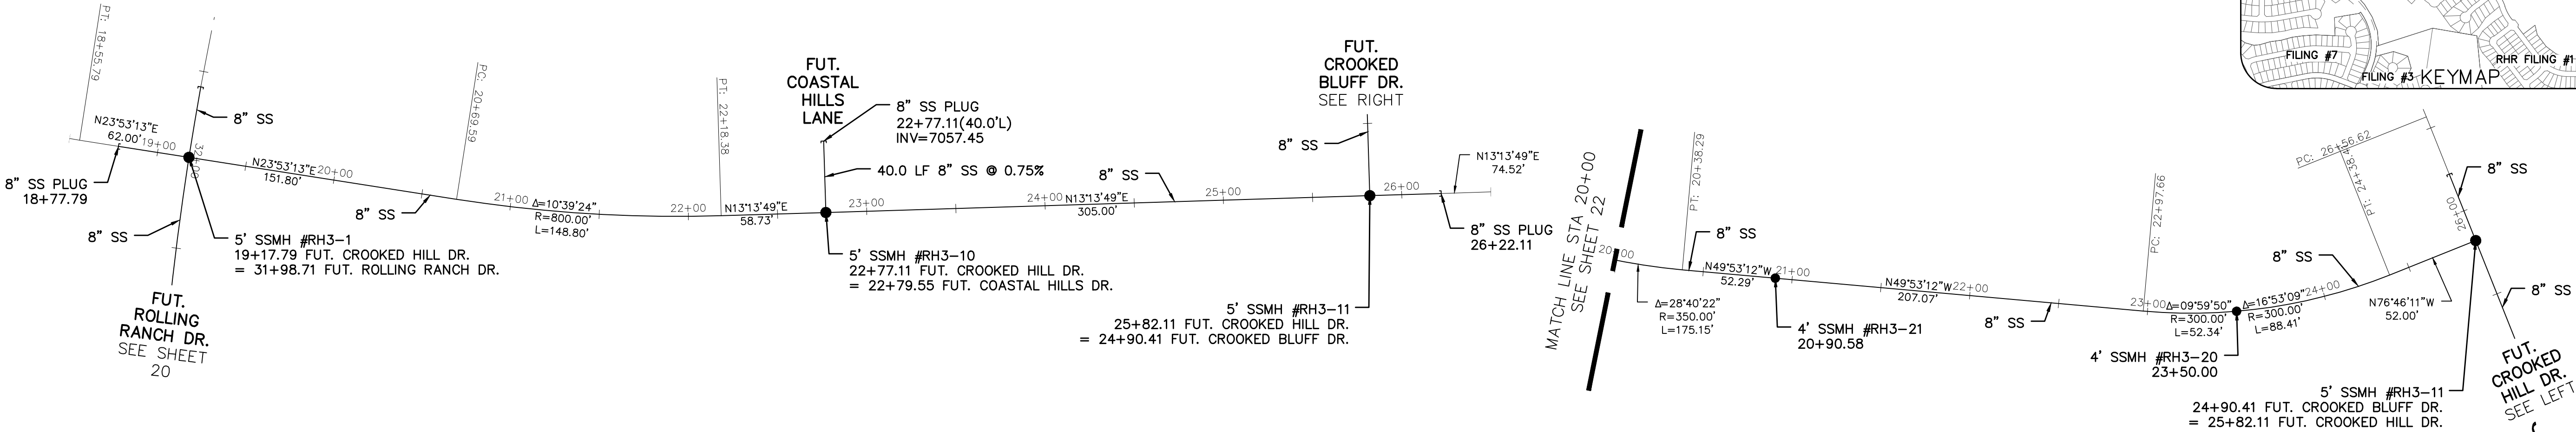 PT: 18+55.79
N23°53'13"E
62.00'
19+00
8" SS PLUG
18+77.79
8" SS
32+00
8" SS
5' SSMH #RH3-1
19+17.79 FUT. CROOKED HILL DR.
= 31+98.71 FUT. ROLLING RANCH DR.
FUT.
ROLLING
RANCH DR.
SEE SHEET
20
N23°53'13"E
151.80'
20+00
8" SS
PC: 20+69.59
21+00
Δ=10°39'24"
R=800.00'
L=148.80'
22+00
PT: 22+18.38
N13°13'49"E
58.73'
FUT.
COASTAL
HILLS
LANE
8" SS PLUG
22+77.11(40.0'L)
INV=7057.45
40.0 LF 8" SS @ 0.75%
23+00
5' SSMH #RH3-10
22+77.11 FUT. CROOKED HILL DR.
= 22+79.55 FUT. COASTAL HILLS DR.
24+00
N13°13'49"E
305.00'
8" SS
25+00
FUT.
CROOKED
BLUFF DR.
SEE RIGHT
8" SS
26+00
N13°13'49"E
74.52'
8" SS PLUG
26+22.11
5' SSMH #RH3-11
25+82.11 FUT. CROOKED HILL DR.
= 24+90.41 FUT. CROOKED BLUFF DR.
MATCH LINE STA 20+00
SEE SHEET 22
20+00
Δ=28°40'22"
R=350.00'
L=175.15'
PT: 20+38.29
8" SS
N49°53'12"W
52.29'
21+00
4' SSMH #RH3-21
20+90.58
N49°53'12"W
207.07'
22+00
8" SS
PC: 22+97.66
23+00
Δ=09°59'50"
R=300.00'
L=52.34'
4' SSMH #RH3-20
23+50.00
Δ=16°53'09"
R=300.00'
L=88.41'
24+00
8" SS
PC: 26+56.62
N76°46'11"W
52.00'
26+00
8" SS
8" SS
5' SSMH #RH3-11
24+90.41 FUT. CROOKED BLUFF DR.
= 25+82.11 FUT. CROOKED HILL DR.
FUT.
CROOKED
HILL DR.
SEE LEFT
FILING #7
FILING #3
KEYMAP
RHR FILING #1